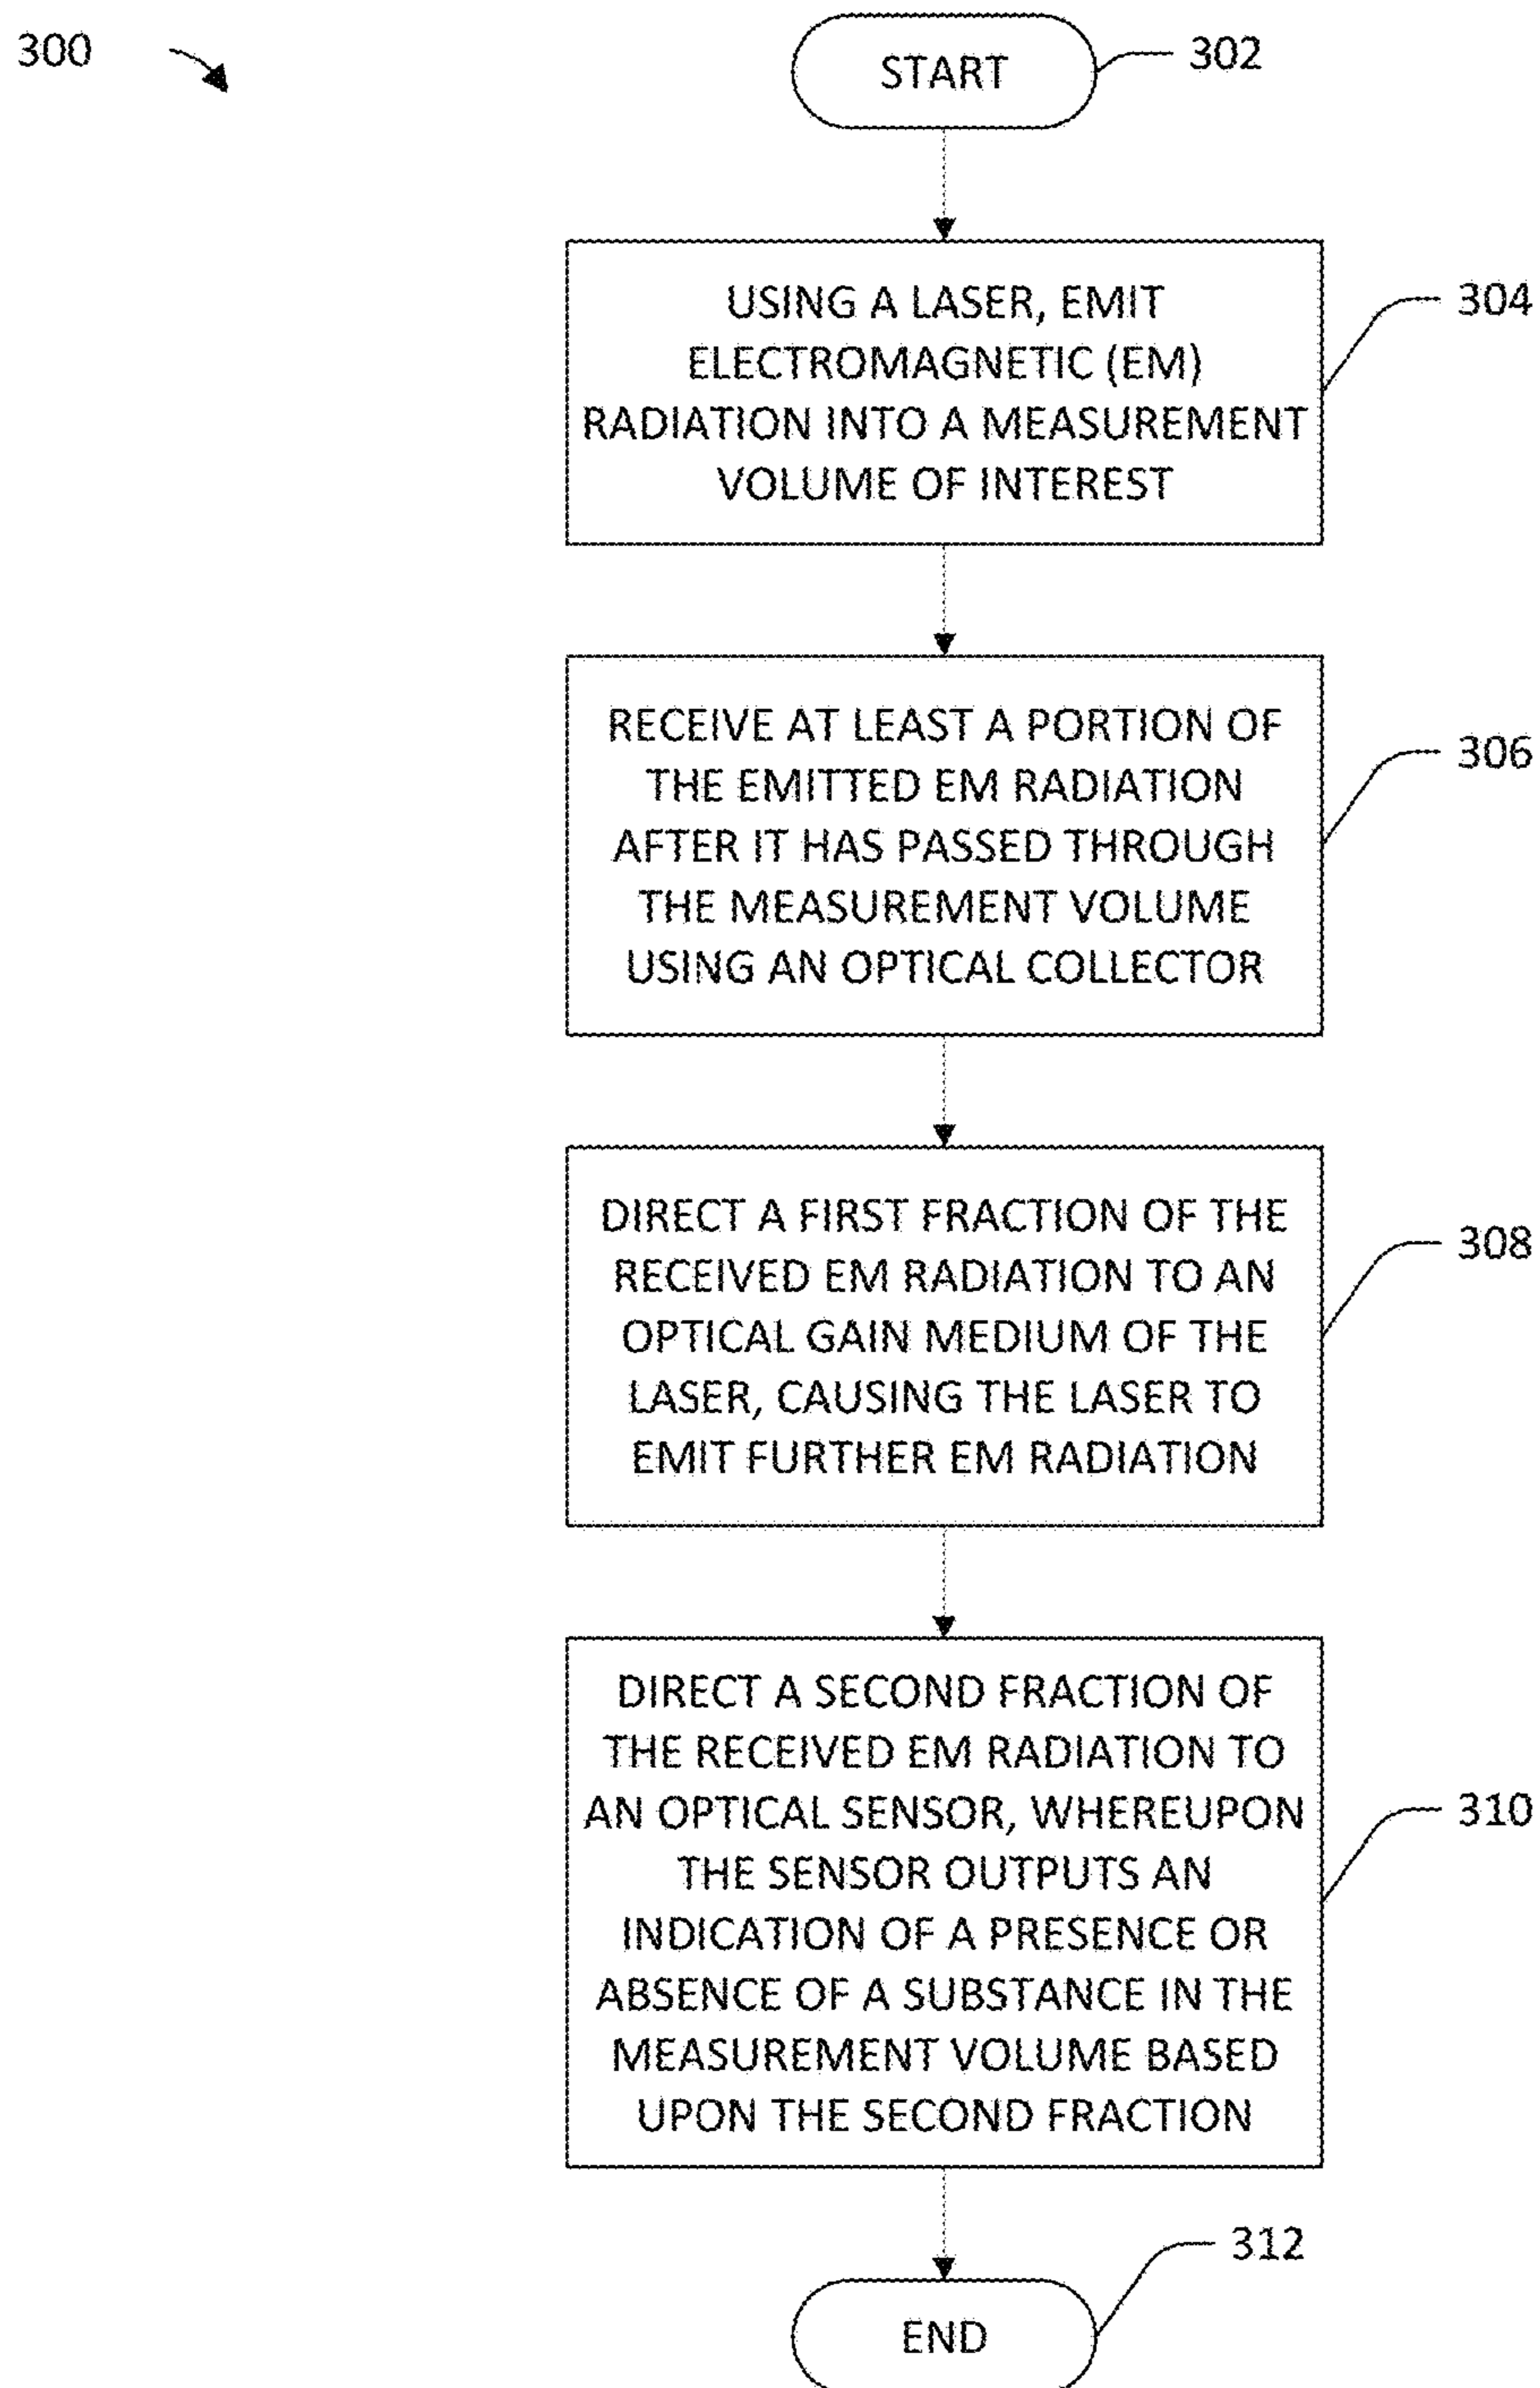 300
START
302
USING A LASER, EMIT
ELECTROMAGNETIC (EM)
RADIATION INTO A MEASUREMENT
VOLUME OF INTEREST
304
RECEIVE AT LEAST A PORTION OF
THE EMITTED EM RADIATION
AFTER IT HAS PASSED THROUGH
THE MEASUREMENT VOLUME
USING AN OPTICAL COLLECTOR
306
DIRECT A FIRST FRACTION OF THE
RECEIVED EM RADIATION TO AN
OPTICAL GAIN MEDIUM OF THE
LASER, CAUSING THE LASER TO
EMIT FURTHER EM RADIATION
308
DIRECT A SECOND FRACTION OF
THE RECEIVED EM RADIATION TO
AN OPTICAL SENSOR, WHEREUPON
THE SENSOR OUTPUTS AN
INDICATION OF A PRESENCE OR
ABSENCE OF A SUBSTANCE IN THE
MEASUREMENT VOLUME BASED
UPON THE SECOND FRACTION
310
312
END